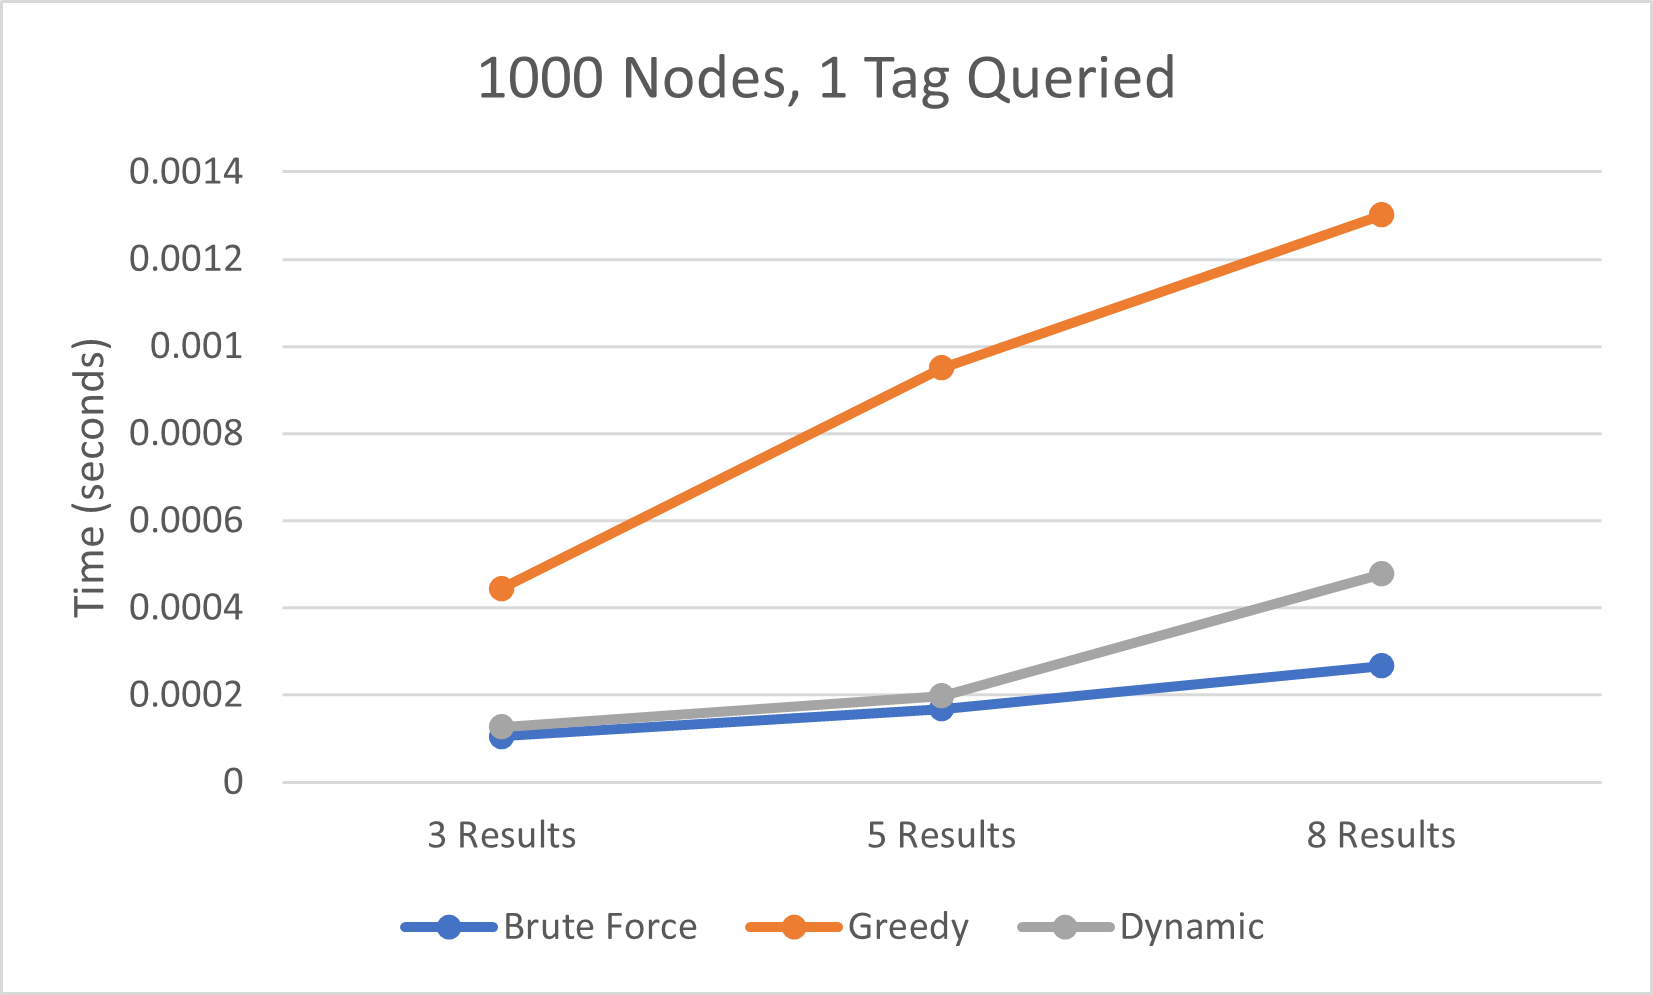 1000 Nodes, 1 Tag Queried
Time (seconds)
0.0014
0.0012
0.001
0.0008
0.0006
0.0004
0.0002
0
3 Results 5 Results 8 Results
Brute Force Greedy Dynamic